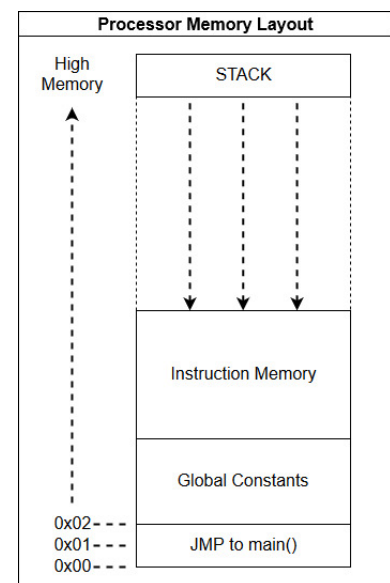 Processor Memory Layout
High
Memory
STACK
Instruction Memory
Global Constants
0x02
0x01
JMP to main()
0x00